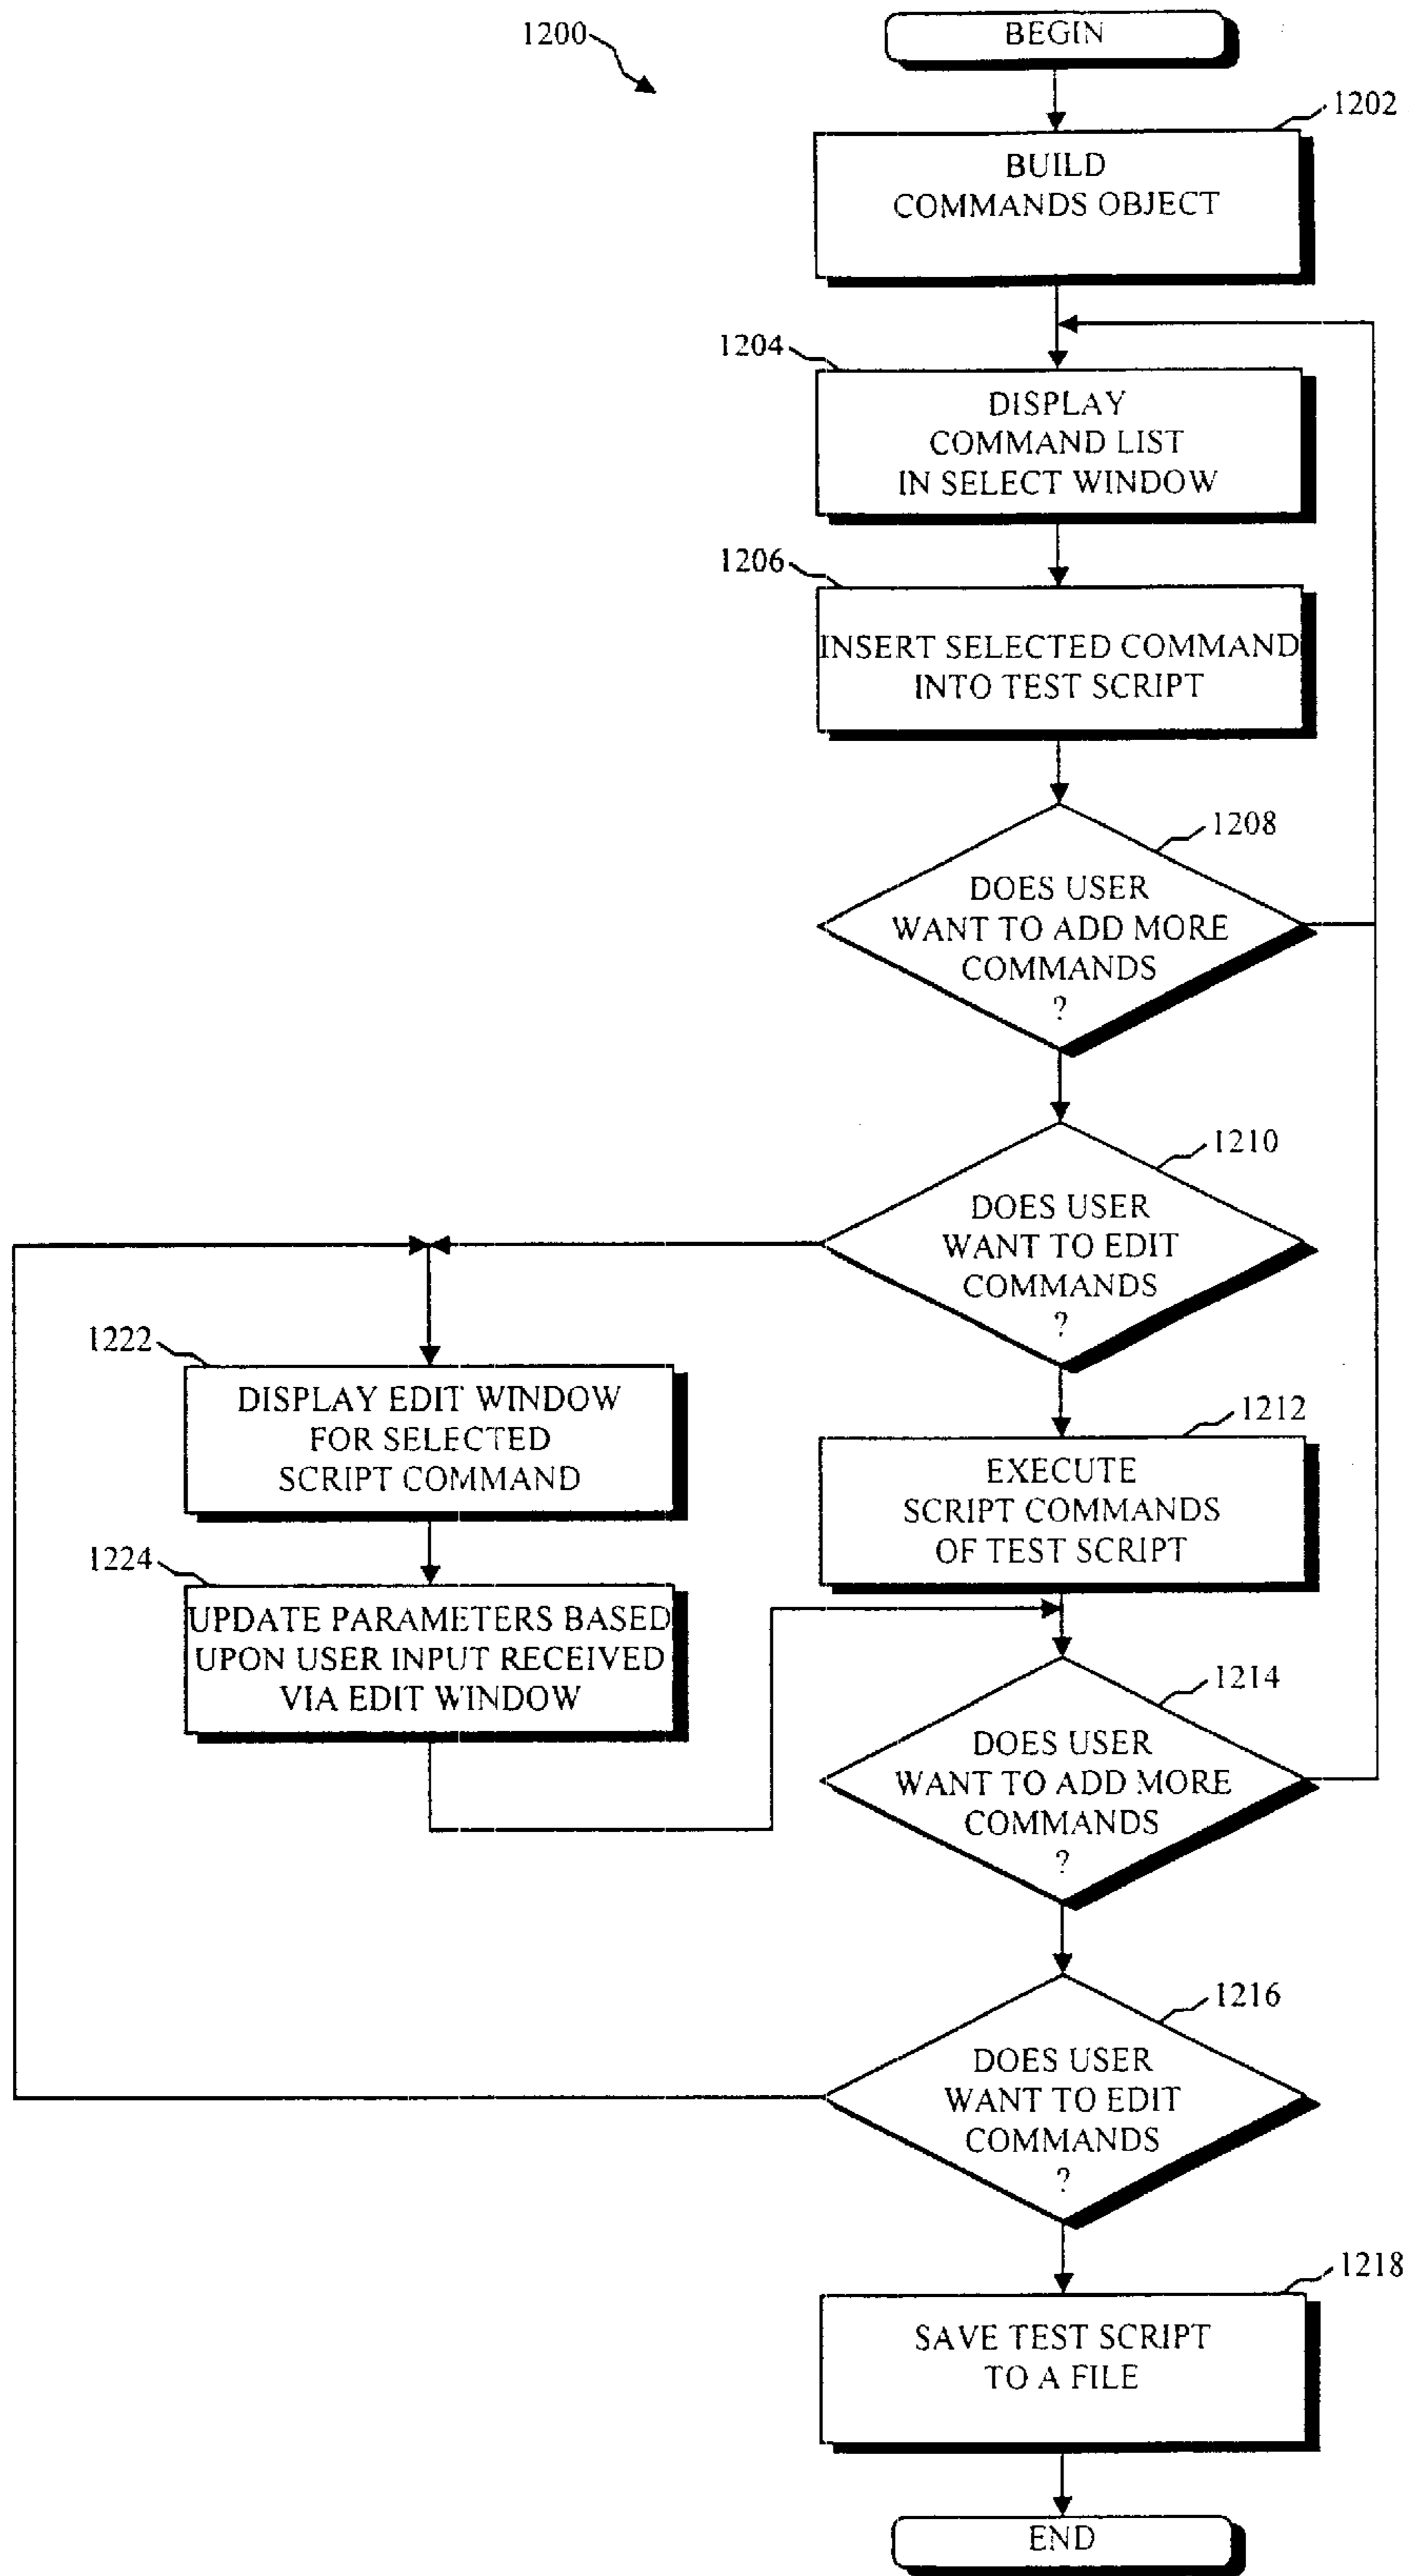 1200
BEGIN
1202
BUILD
COMMANDS OBJECT
1204
DISPLAY
COMMAND LIST
IN SELECT WINDOW
1206
INSERT SELECTED COMMAND
INTO TEST SCRIPT
1208
DOES USER
WANT TO ADD MORE
COMMANDS
?
1210
DOES USER
WANT TO EDIT
COMMANDS
?
1222
DISPLAY EDIT WINDOW
FOR SELECTED
SCRIPT COMMAND
1212
EXECUTE
SCRIPT COMMANDS
OF TEST SCRIPT
1224
UPDATE PARAMETERS BASED
UPON USER INPUT RECEIVED
VIA EDIT WINDOW
1214
DOES USER
WANT TO ADD MORE
COMMANDS
?
1216
DOES USER
WANT TO EDIT
COMMANDS
?
1218
SAVE TEST SCRIPT
TO A FILE
END